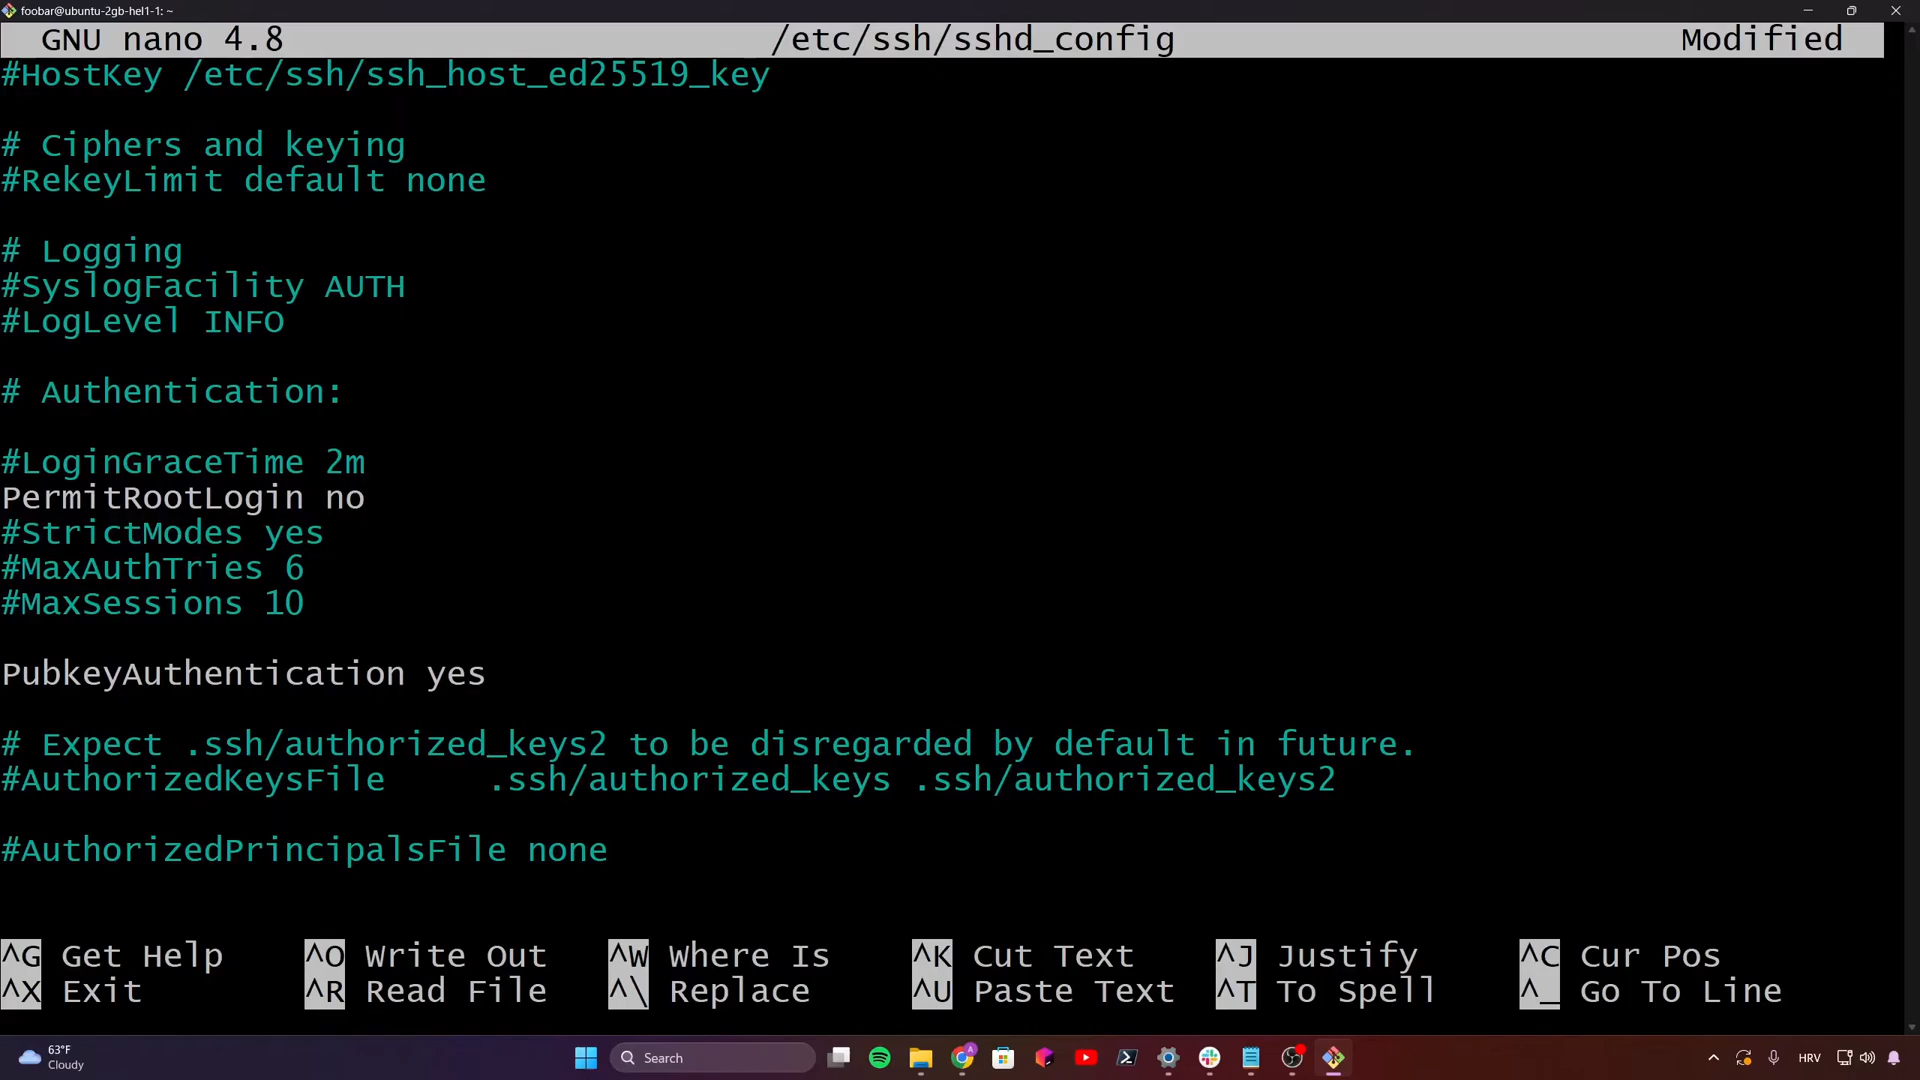 foobar@ubuntu-2gb-hel1-1: ~
GNU nano 4.8 /etc/ssh/sshd_config Modified
#HostKey /etc/ssh/ssh_host_ed25519_key
# Ciphers and keying
#RekeyLimit default none
# Logging
#SyslogFacility AUTH
#LogLevel INFO
# Authentication:
#LoginGraceTime 2m
PermitRootLogin no
#StrictModes yes
#MaxAuthTries 6
#MaxSessions 10
PubkeyAuthentication yes
# Expect .ssh/authorized_keys2 to be disregarded by default in future.
#AuthorizedKeysFile .ssh/authorized_keys .ssh/authorized_keys2
#AuthorizedPrincipalsFile none
^G Get Help ^O Write Out ^W Where Is ^K Cut Text ^J Justify ^C Cur Pos
^X Exit ^R Read File ^\ Replace ^U Paste Text ^T To Spell ^_ Go To Line
63°F
Cloudy
Search
HRV